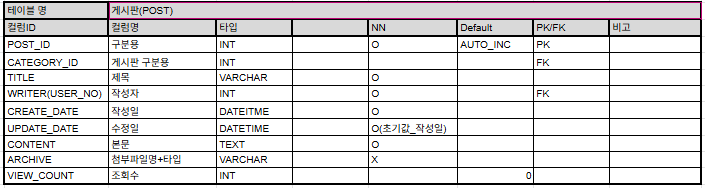 테이블 명 게시판(POST)
컬럼ID 컬럼명 타입 NN Default PK/FK 비고
POST_ID 구분용 INT O AUTO_INC PK
CATEGORY_ID 게시판 구분용 INT FK
TITLE 제목 VARCHAR O
WRITER(USER_NO) 작성자 INT O FK
CREATE_DATE 작성일 DATEITME O
UPDATE_DATE 수정일 DATETIME O(초기값_작성일)
CONTENT 본문 TEXT O
ARCHIVE 첨부파일명+타입 VARCHAR X
VIEW_COUNT 조회수 INT 0